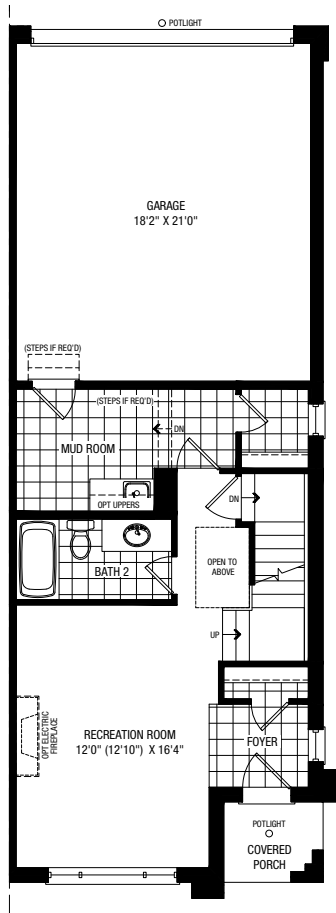 POTLIGHT
GARAGE
18'2" X 21'0"
(STEPS IF REQ'D)
(STEPS IF REQ'D)
DN
MUD ROOM
OPT UPPERS
DN
BATH 2
OPEN TO
ABOVE
UP
OPT ELECTRIC
FIREPLACE
RECREATION ROOM
12'0" (12'10") X 16'4"
FOYER
POTLIGHT
COVERED
PORCH